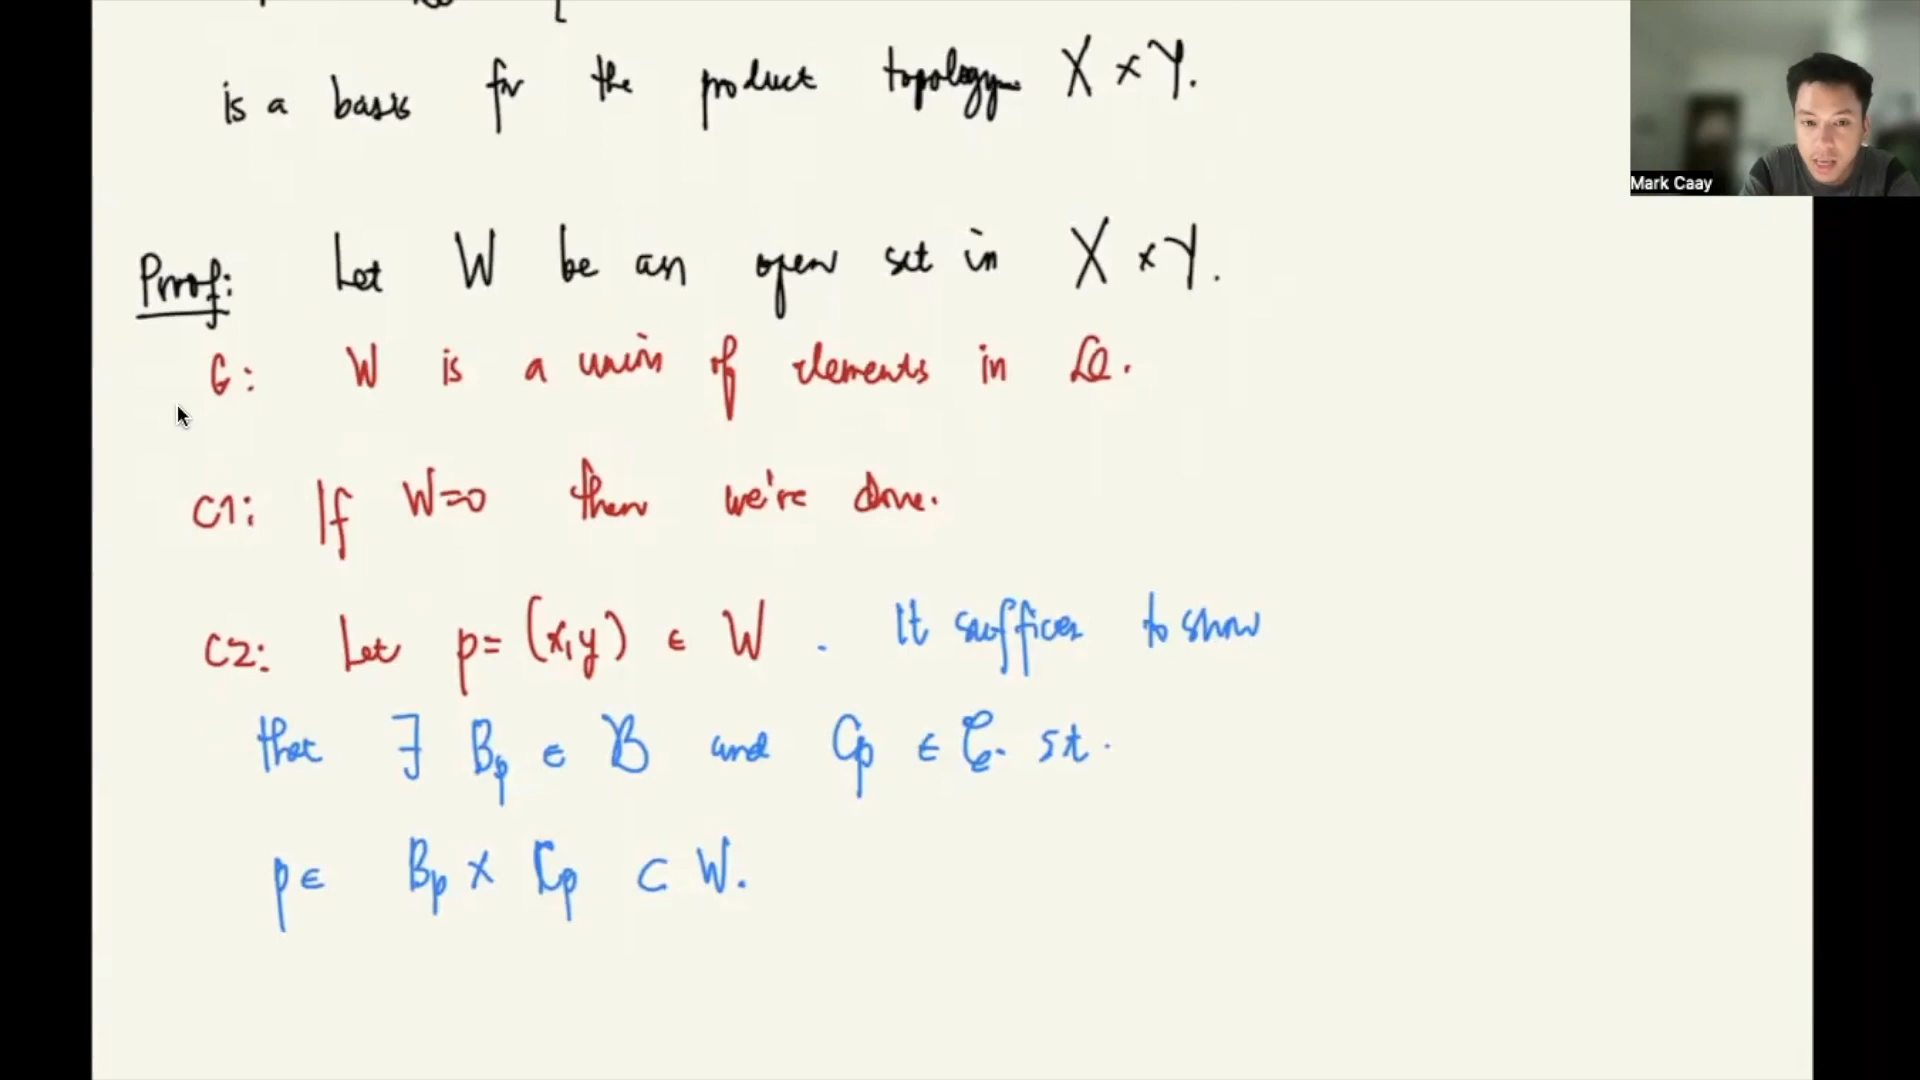 is a basis for the product topology X × Y.
Mark Caay
Proof: Let W be an open set in X × Y.
G: W is a union of elements in 𝒟.
C1: If W=∅ then we're done.
C2: Let p = (x,y) ∈ W. It suffices to show
that ∃ Bp ∈ ℬ and Cp ∈ 𝒞. st.
p ∈ Bp × Cp ⊂ W.